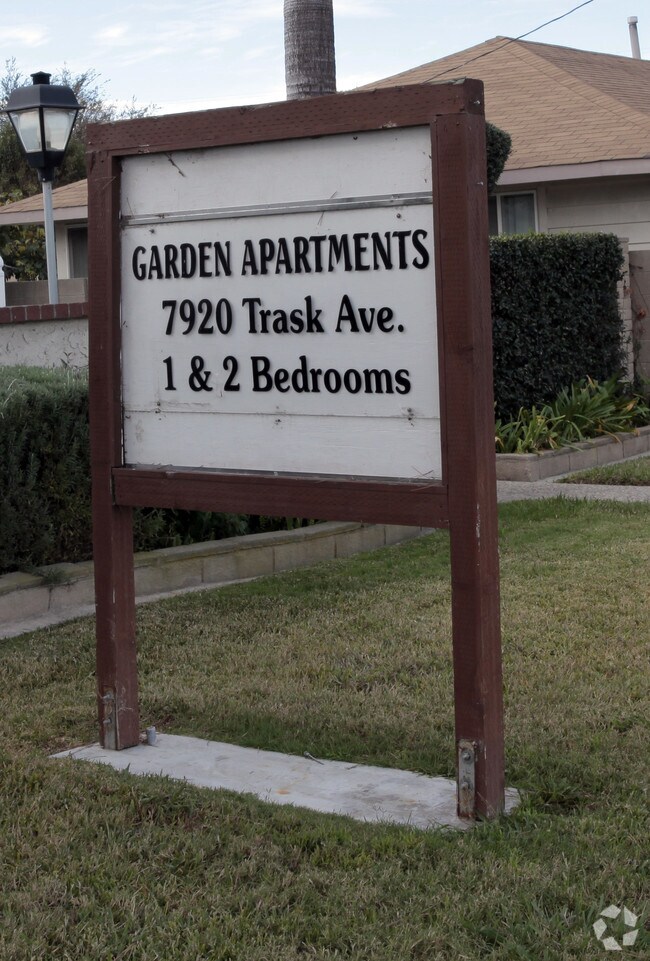 GARDEN APARTMENTS
7920 Trask Ave.
1 & 2 Bedrooms